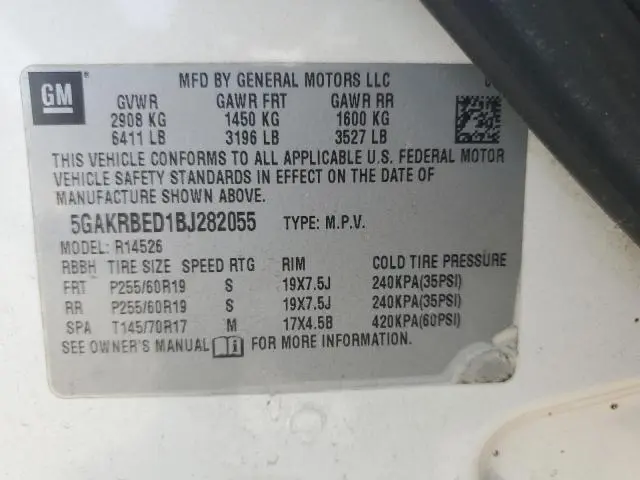 GM ® MFD BY GENERAL MOTORS LLC
GVWR GAWR FRT GAWR RR
2908 KG 1450 KG 1600 KG
6411 LB 3196 LB 3527 LB
THIS VEHICLE CONFORMS TO ALL APPLICABLE U.S. FEDERAL MOTOR
VEHICLE SAFETY STANDARDS IN EFFECT ON THE DATE OF
MANUFACTURE SHOWN ABOVE.
5GAKRBED1BJ282055 TYPE: M.P.V.
MODEL: R14526
RBBH TIRE SIZE SPEED RTG RIM COLD TIRE PRESSURE
FRT P255/60R19 S 19X7.5J 240KPA(35PSI)
RR P255/60R19 S 19X7.5J 240KPA(35PSI)
SPA T145/70R17 M 17X4.5B 420KPA(60PSI)
SEE OWNER'S MANUAL FOR MORE INFORMATION.